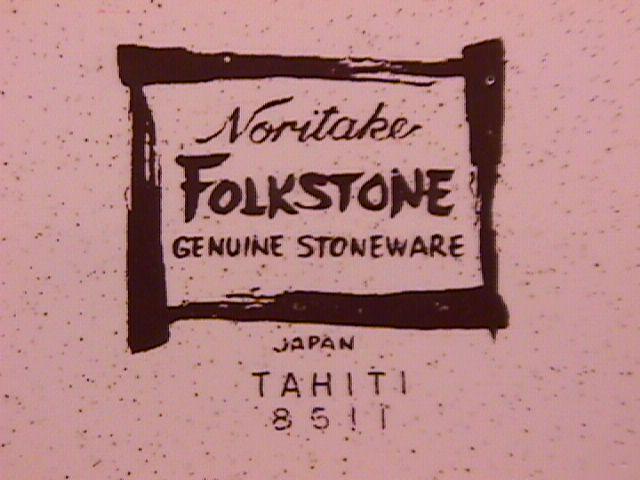 Noritake
FOLKSTONE
GENUINE STONEWARE
JAPAN
TAHITI
8511